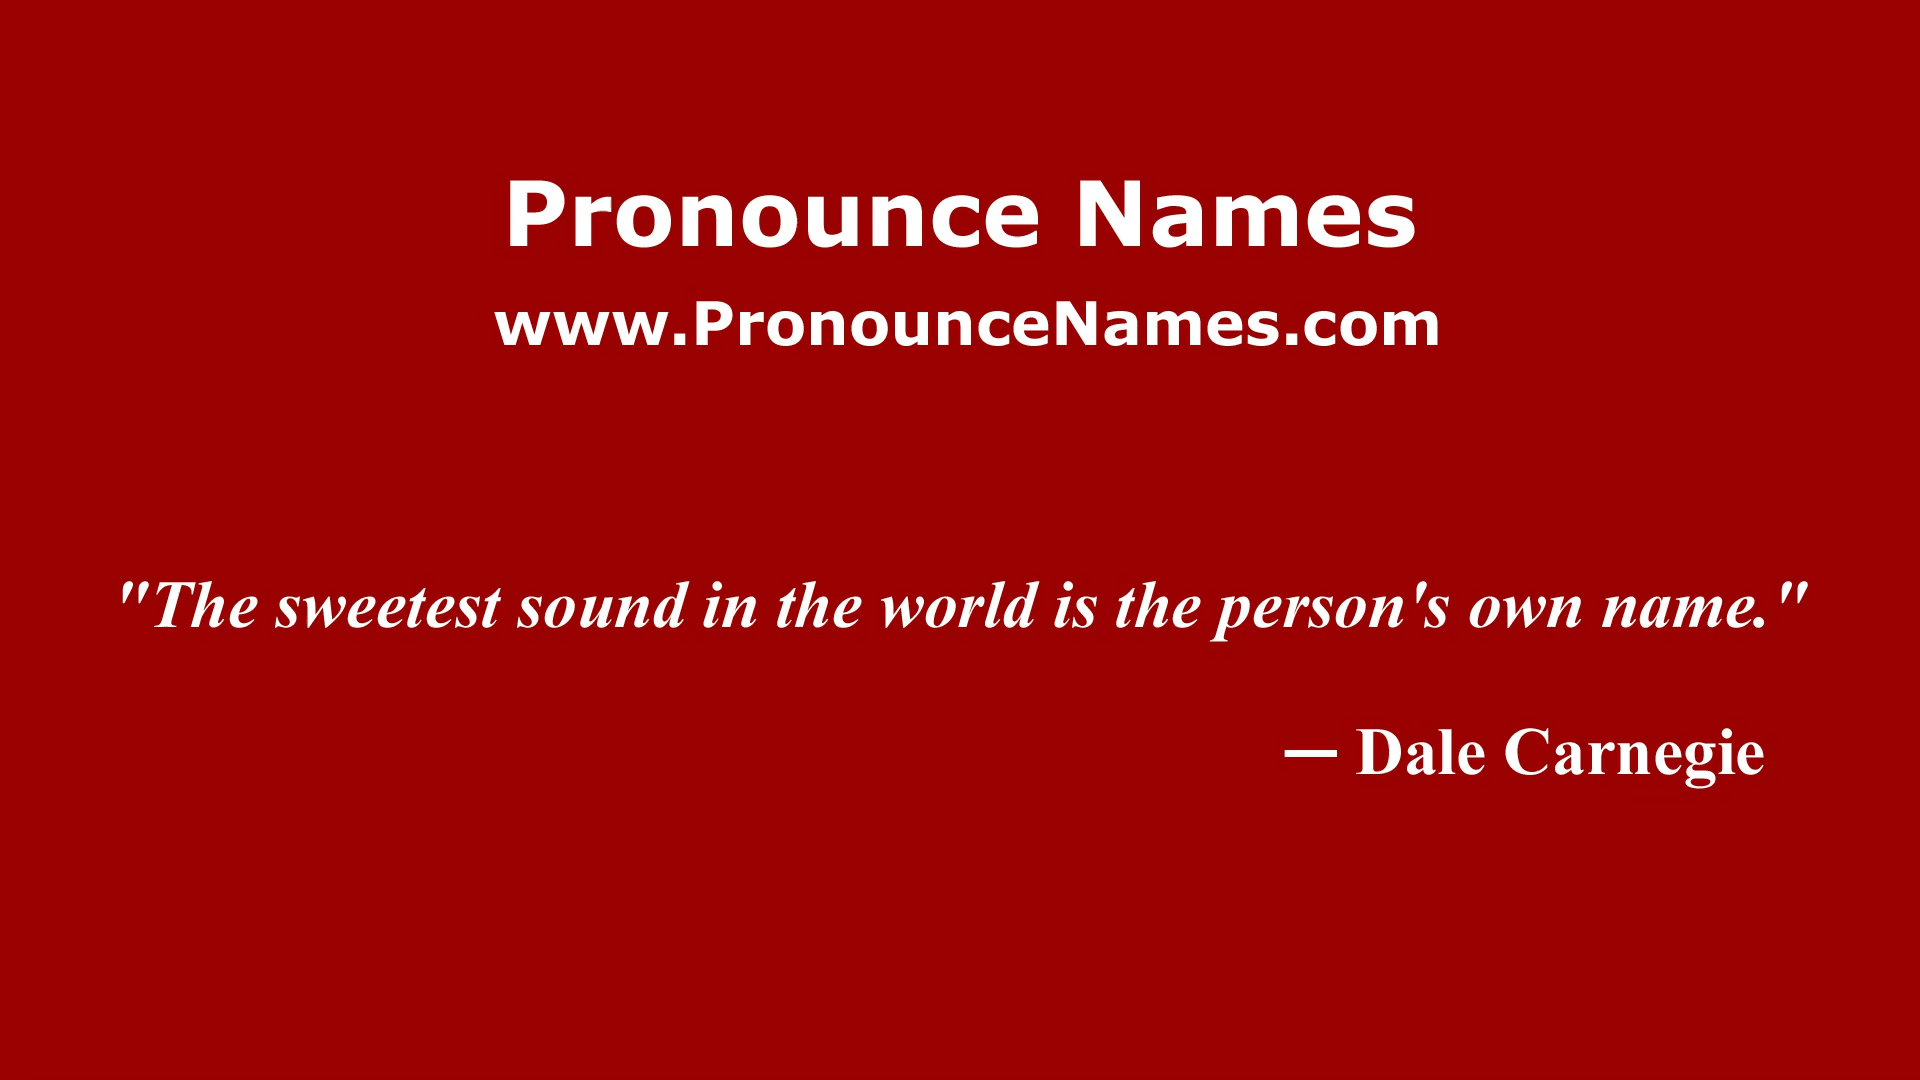 Pronounce Names
www.PronounceNames.com
"The sweetest sound in the world is the person's own name."
— Dale Carnegie